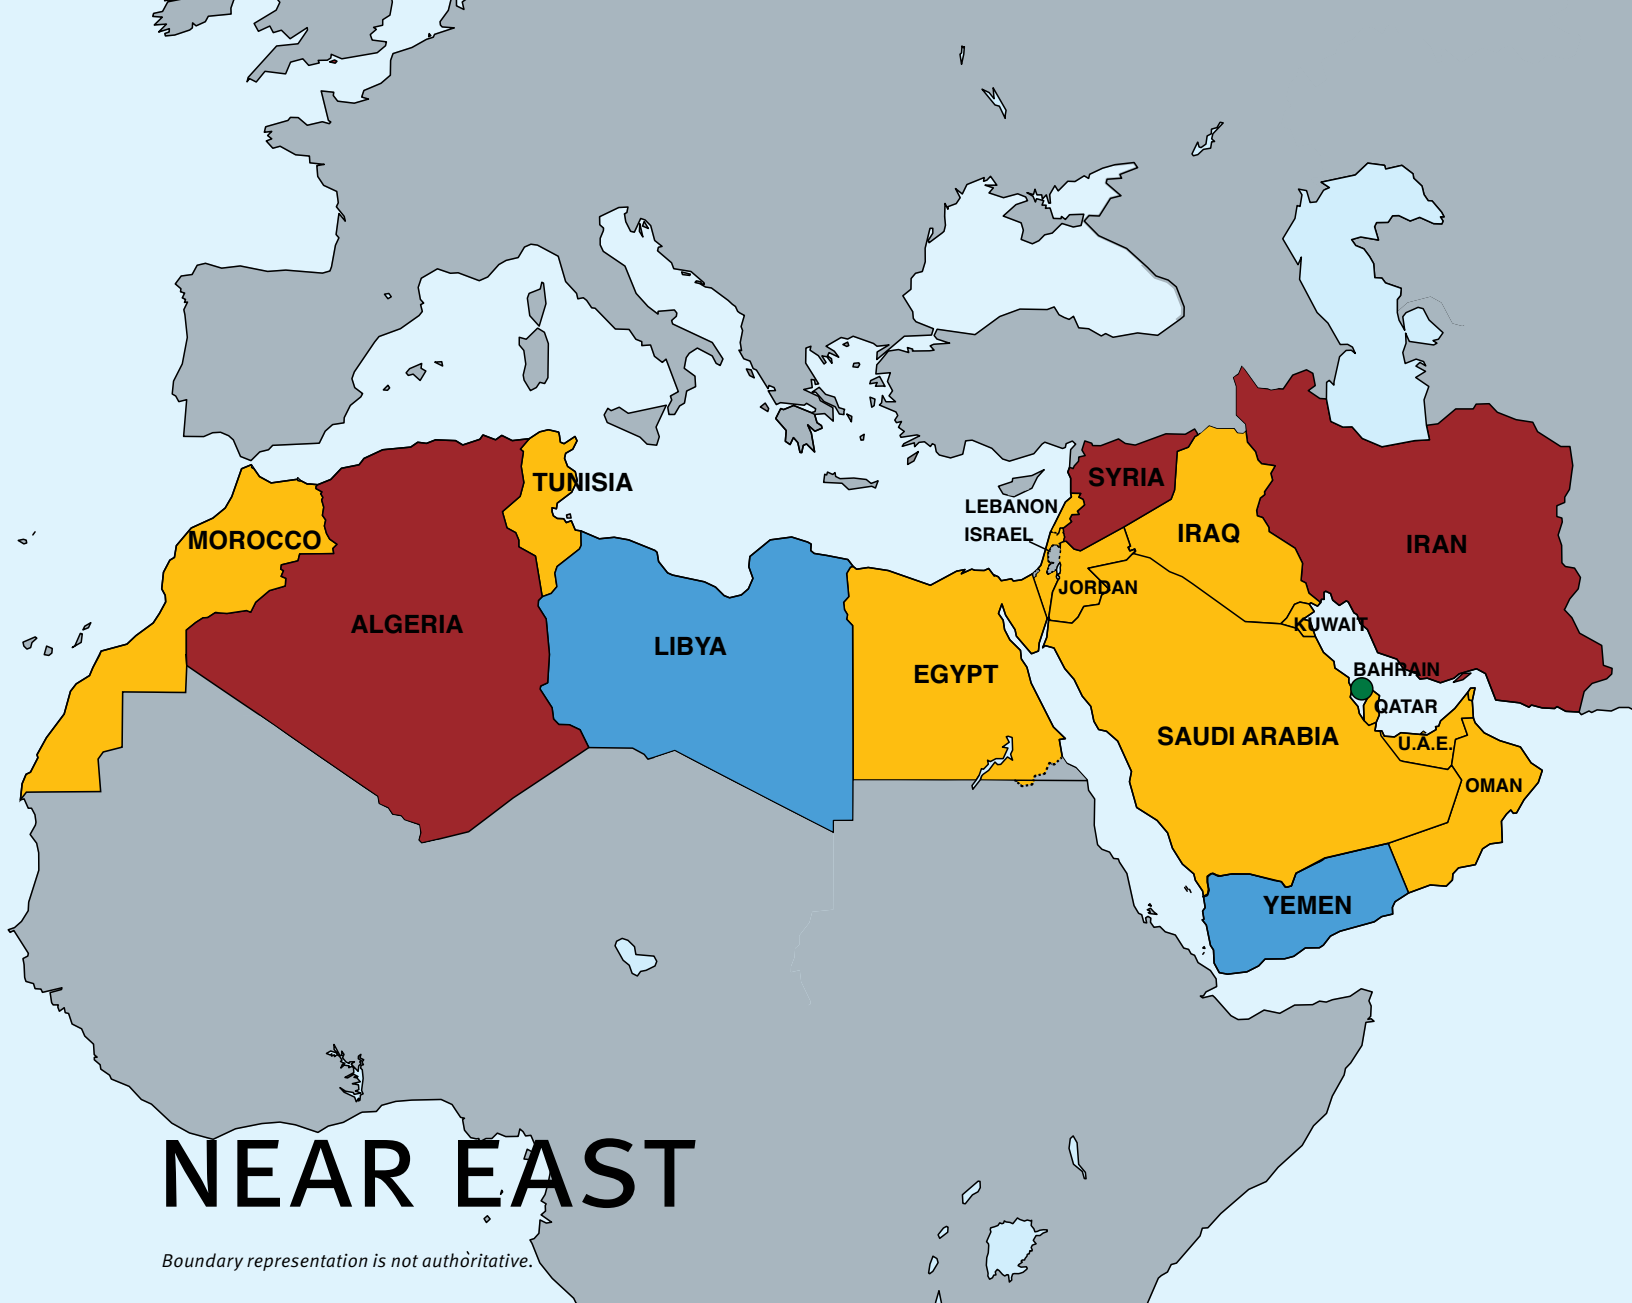 TUNISIA
SYRIA
LEBANON
ISRAEL
MOROCCO
IRAQ
IRAN
JORDAN
ALGERIA
LIBYA
KUWAIT
EGYPT
BAHRAIN
QATAR
SAUDI ARABIA
U.A.E.
OMAN
YEMEN
NEAR EAST
Boundary representation is not authoritative.